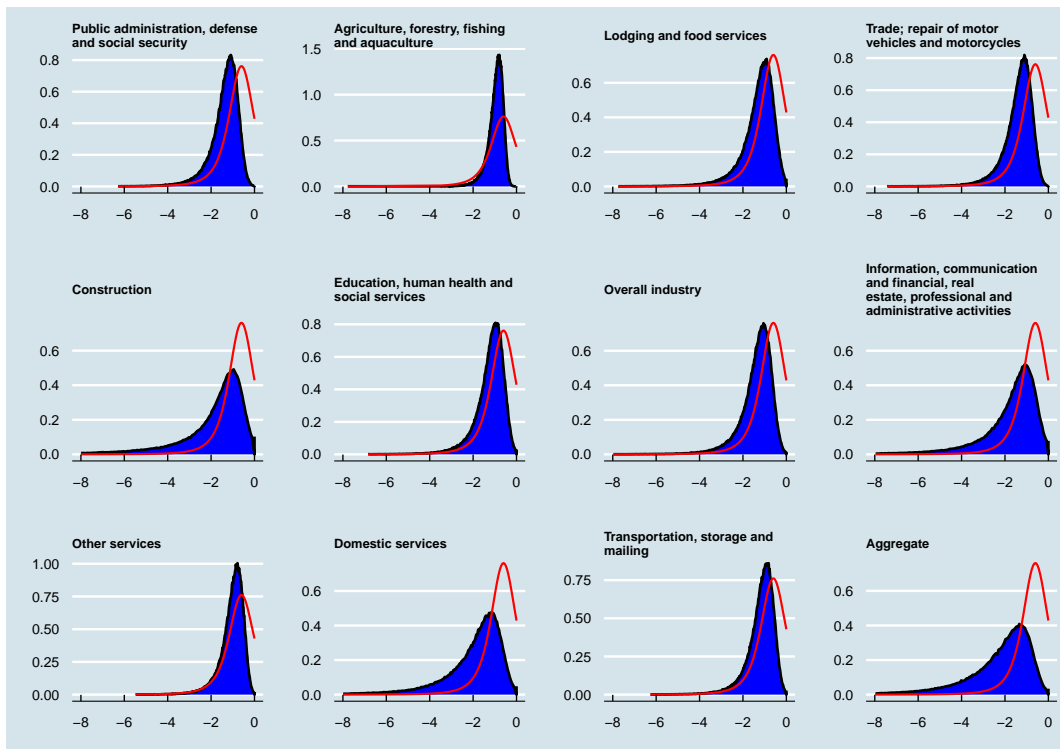 Public administration, defense
and social security
0.8
0.6
0.4
0.2
0.0
−8 −6 −4 −2 0
Agriculture, forestry, fishing
and aquaculture
1.5
1.0
0.5
0.0
−8 −6 −4 −2 0
Lodging and food services
0.6
0.4
0.2
0.0
−8 −6 −4 −2 0
Trade; repair of motor
vehicles and motorcycles
0.8
0.6
0.4
0.2
0.0
−8 −6 −4 −2 0
Construction
0.6
0.4
0.2
0.0
−8 −6 −4 −2 0
Education, human health and
social services
0.8
0.6
0.4
0.2
0.0
−8 −6 −4 −2 0
Overall industry
0.6
0.4
0.2
0.0
−8 −6 −4 −2 0
Information, communication
and financial, real
estate, professional and
administrative activities
0.6
0.4
0.2
0.0
−8 −6 −4 −2 0
Other services
1.00
0.75
0.50
0.25
0.00
−8 −6 −4 −2 0
Domestic services
0.6
0.4
0.2
0.0
−8 −6 −4 −2 0
Transportation, storage and
mailing
0.75
0.50
0.25
0.00
−8 −6 −4 −2 0
Aggregate
0.6
0.4
0.2
0.0
−8 −6 −4 −2 0